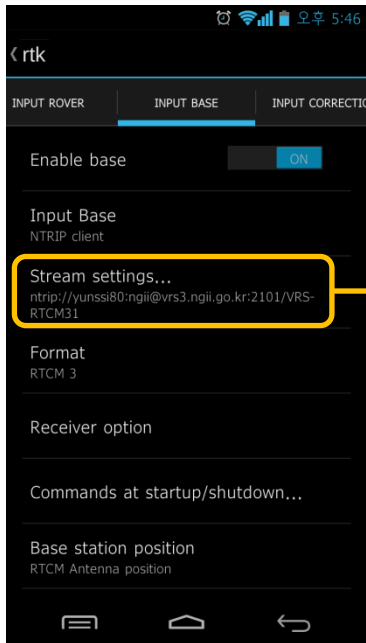 오후 5:46
rtk
INPUT ROVER
INPUT BASE
INPUT CORRECTIO
Enable base
ON
Input Base
NTRIP client
Stream settings...
ntrip://yunssi80:ngii@vrs3.ngii.go.kr:2101/VRS-
RTCM31
Format
RTCM 3
Receiver option
Commands at startup/shutdown...
Base station position
RTCM Antenna position